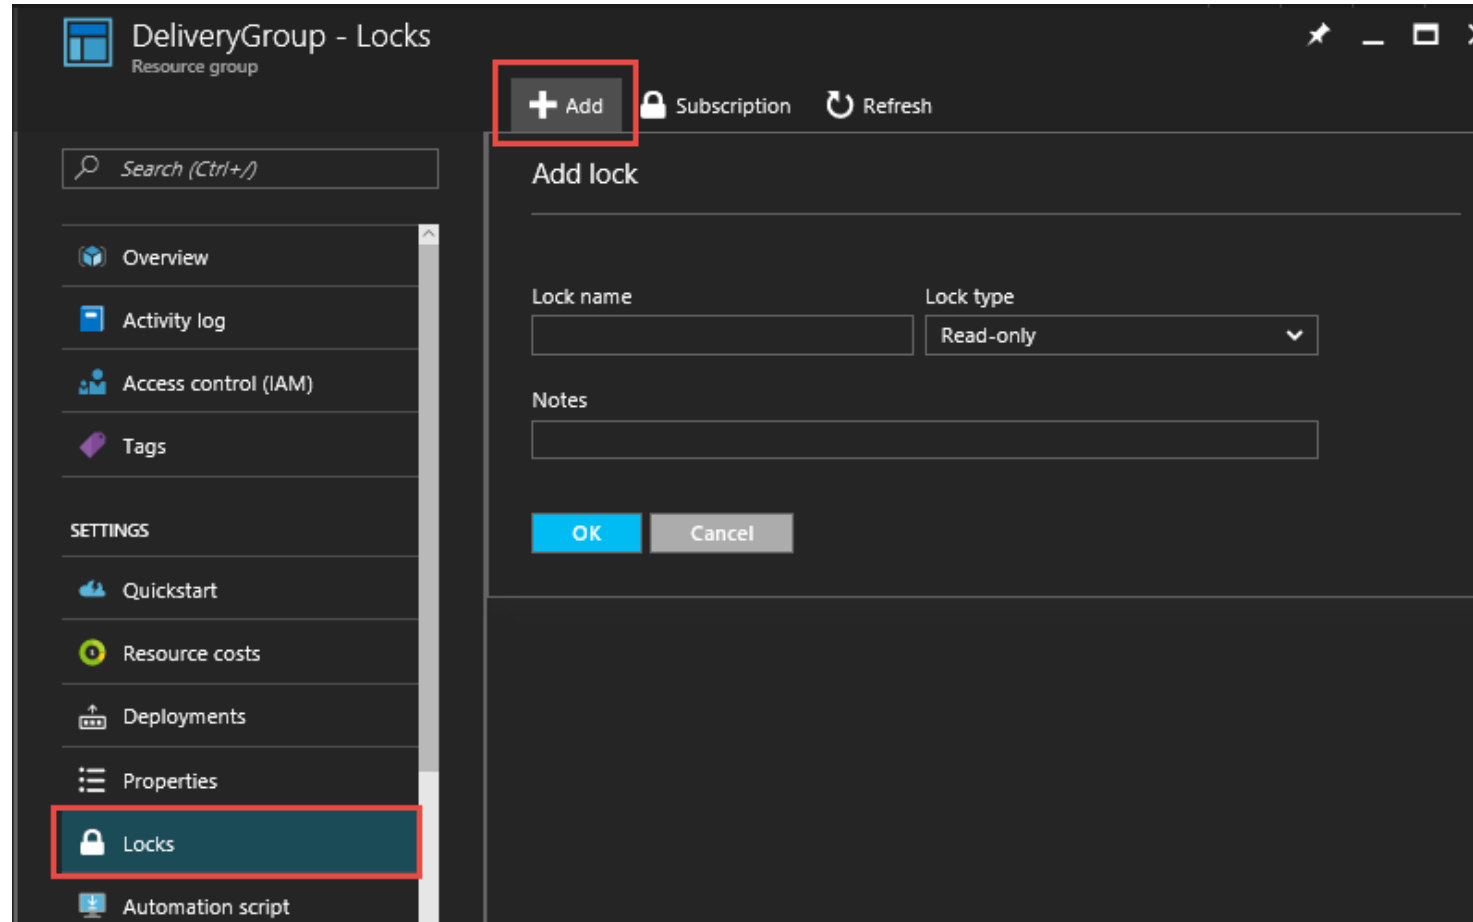 DeliveryGroup - Locks
Resource group
Add
Subscription
Refresh
Search (Ctrl+/)
Overview
Activity log
Access control (IAM)
Tags
SETTINGS
Quickstart
Resource costs
Deployments
Properties
Locks
Automation script
Add lock
Lock name
Lock type
Read-only
Notes
OK
Cancel